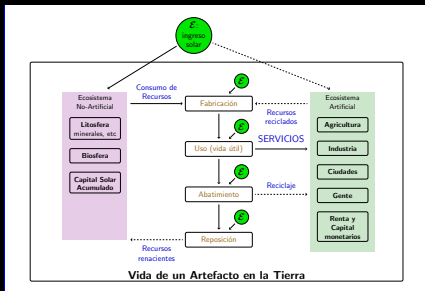 ℰ:
ingreso
solar
Ecosistema
No-Artificial
Litosfera
minerales, etc
Biosfera
Capital Solar
Acumulado
Consumo de
Recursos
ℰ
Fabricación
ℰ
Uso (vida útil)
ℰ
Abatimiento
ℰ
Reposición
Recursos
renacientes
Recursos
reciclados
SERVICIOS
Reciclaje
Ecosistema
Artificial
Agricultura
Industria
Ciudades
Gente
Renta y
Capital
monetarios
Vida de un Artefacto en la Tierra